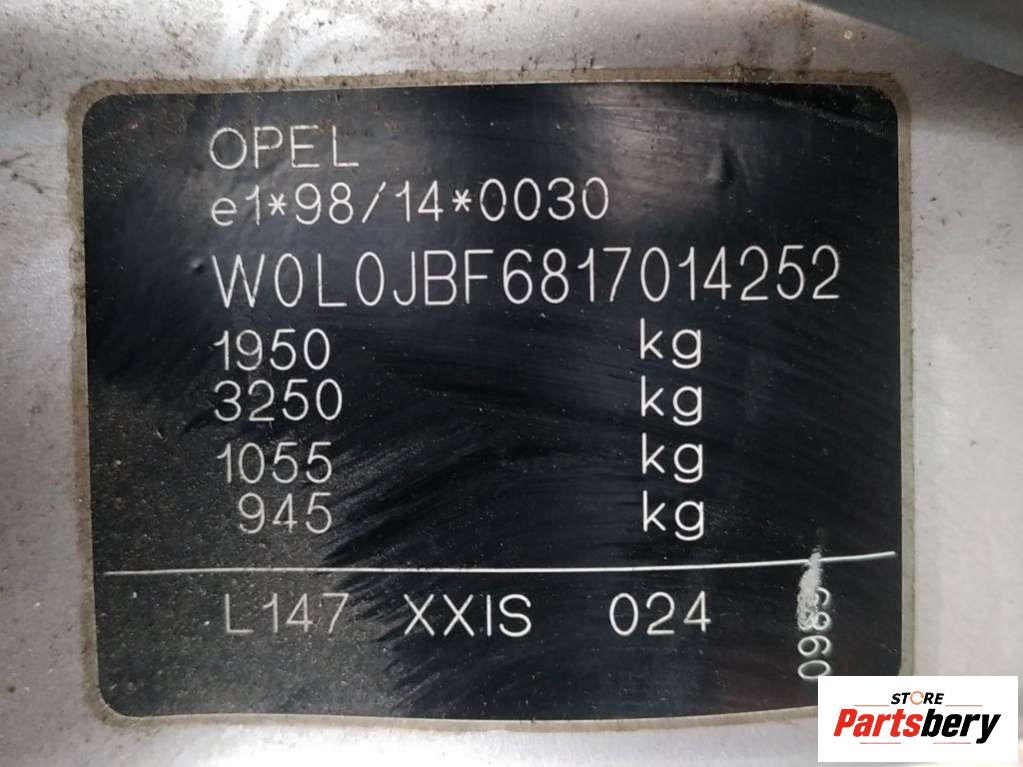 OPEL
e1*98/14*0030
W0L0JBF6817014252
1950 kg
3250 kg
1055 kg
945 kg
L147 XXIS 024
STORE
Partsbery